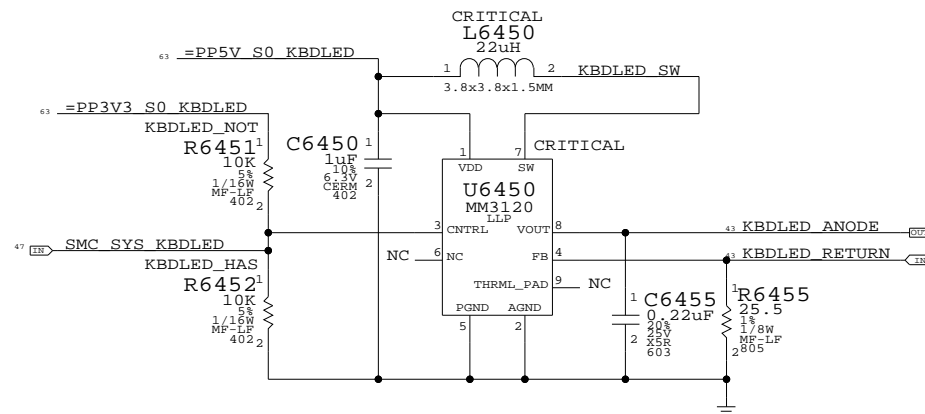 CRITICAL
L6450
22uH
1
2
KBDLED_SW
3.8x3.8x1.5MM
63
=PP5V_S0_KBDLED
63
=PP3V3_S0_KBDLED
KBDLED_NOT
R6451
1
10K
5%
1/16W
MF-LF
402
2
C6450
1
1uF
10%
6.3V
CERM
402
2
1
VDD
7
SW
CRITICAL
U6450
MM3120
LLP
3
CNTRL
VOUT
8
43
KBDLED_ANODE
OUT
NC
6
NC
FB
4
43
KBDLED_RETURN
IN
THRML_PAD
9
NC
PGND
AGND
5
2
47
IN
SMC_SYS_KBDLED
KBDLED_HAS
R6452
1
10K
5%
1/16W
MF-LF
402
2
1
C6455
0.22uF
20%
25V
X5R
603
2
1
R6455
25.5
1%
1/8W
MF-LF
805
2